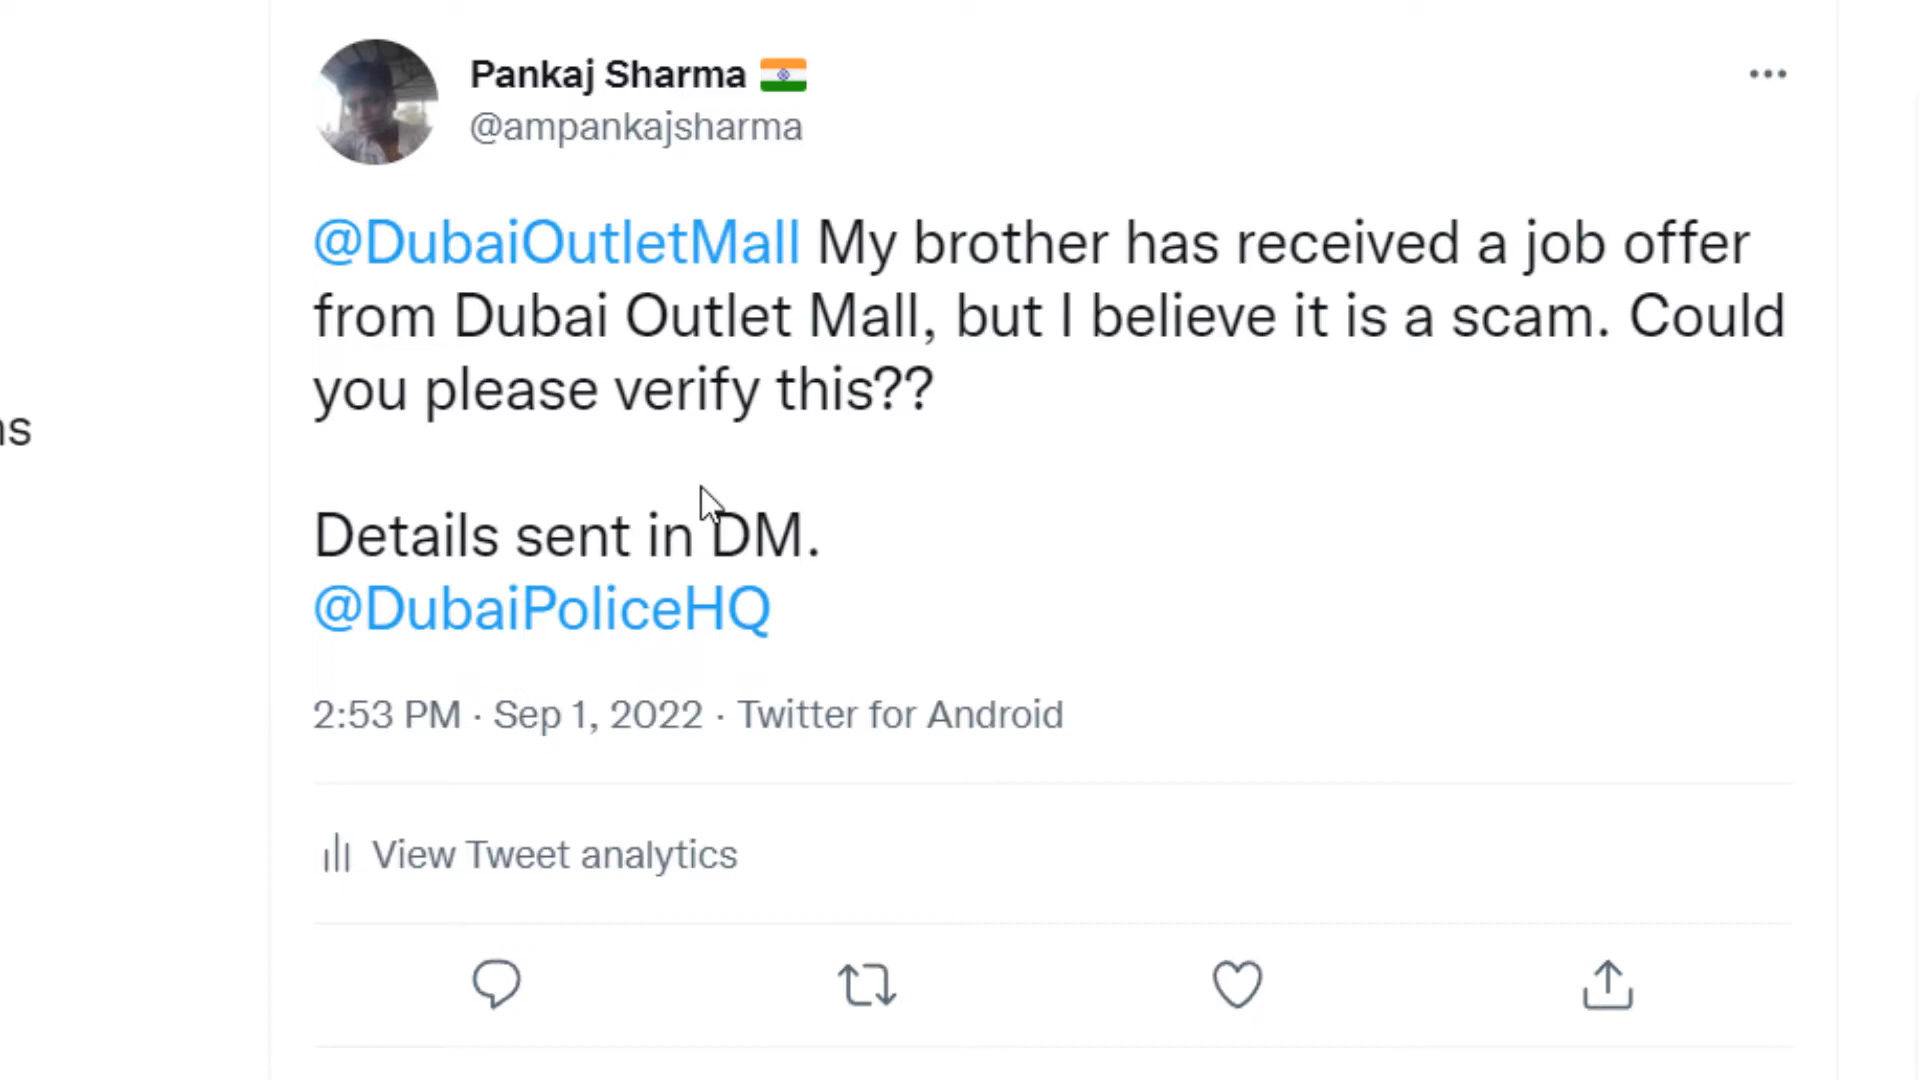 Pankaj Sharma 🇮🇳
@ampankajsharma
@DubaiOutletMall My brother has received a job offer
from Dubai Outlet Mall, but I believe it is a scam. Could
you please verify this??
ns
Details sent in DM.
@DubaiPoliceHQ
2:53 PM · Sep 1, 2022 · Twitter for Android
View Tweet analytics